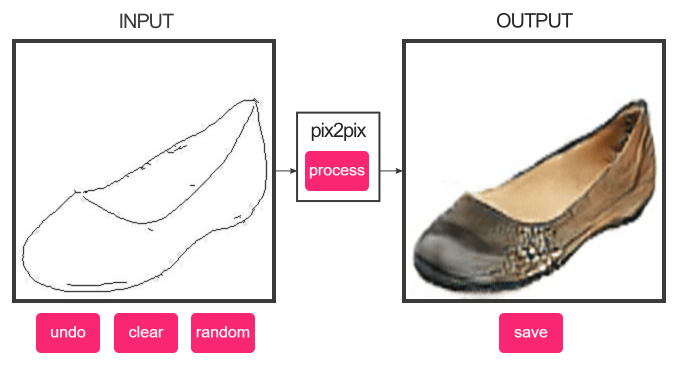 INPUT
OUTPUT
pix2pix
process
undo
clear
random
save